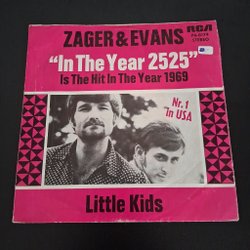 RCA
STEREO
ZAGER & EVANS
“In The Year 2525”
Is The Hit In The Year 1969
Nr. 1
in USA
Little Kids